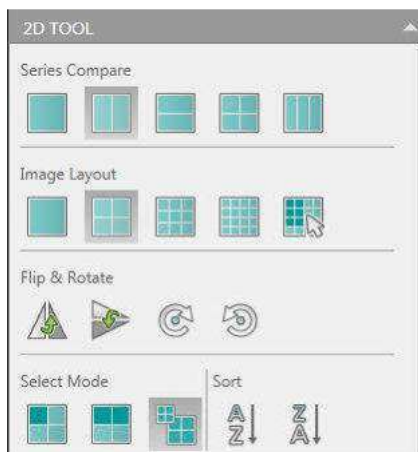 2D TOOL
Series Compare
Image Layout
Flip & Rotate
Select Mode
Sort
A
Z
Z
A